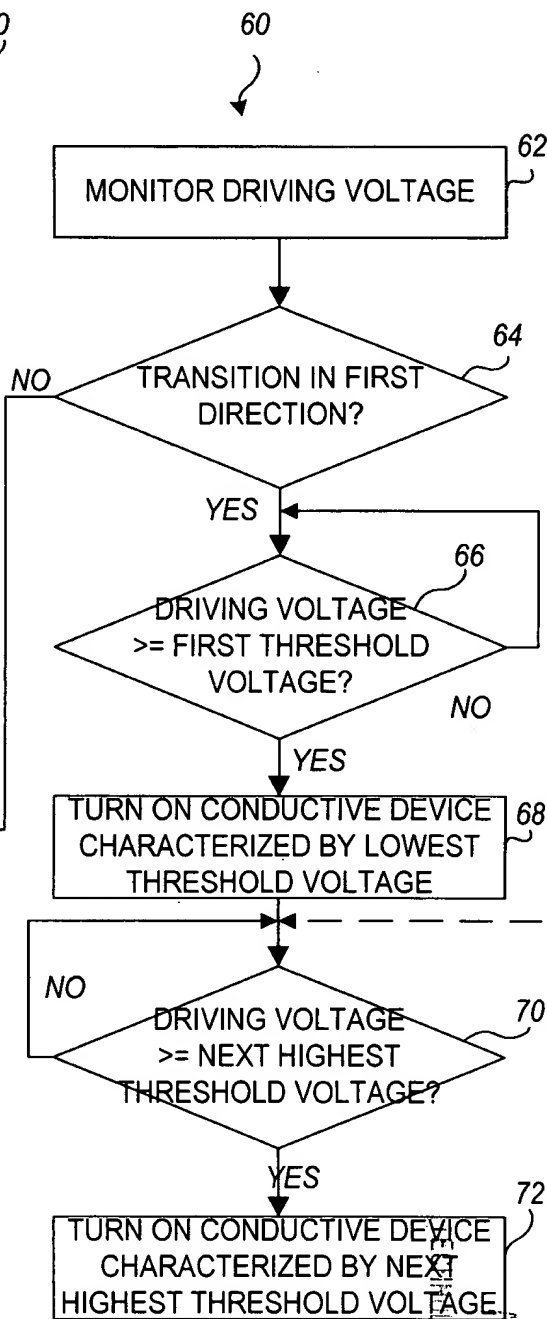 60
62
MONITOR DRIVING VOLTAGE
64
NO
TRANSITION IN FIRST
DIRECTION?
YES
66
DRIVING VOLTAGE
>= FIRST THRESHOLD
VOLTAGE?
NO
YES
68
TURN ON CONDUCTIVE DEVICE
CHARACTERIZED BY LOWEST
THRESHOLD VOLTAGE
NO
70
DRIVING VOLTAGE
>= NEXT HIGHEST
THRESHOLD VOLTAGE?
YES
72
TURN ON CONDUCTIVE DEVICE
CHARACTERIZED BY NEXT
HIGHEST THRESHOLD VOLTAGE